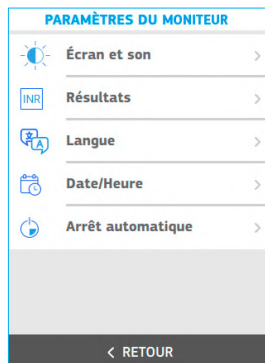 PARAMÈTRES DU MONITEUR
Écran et son
INR
Résultats
Langue
Date/Heure
Arrêt automatique
RETOUR